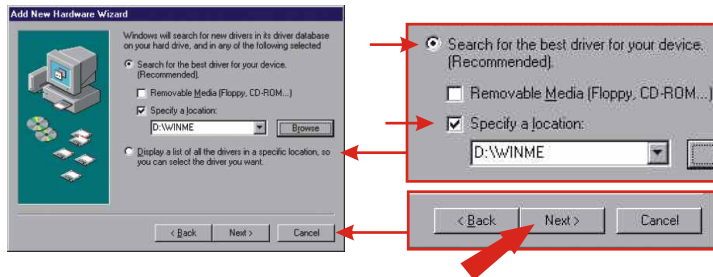 Add New Hardware Wizard
Windows will search for new drivers in its driver database
on your hard drive, and in any of the following selected
Search for the best driver for your device.
(Recommended).
Removable Media (Floppy, CD-ROM...)
Specify a location:
D:\WINME
Browse
Display a list of all the drivers in a specific location, so
you can select the driver you want.
< Back
Next >
Cancel
Search for the best driver for your device.
(Recommended).
Removable Media (Floppy, CD-ROM...)
Specify a location:
D:\WINME
< Back
Next >
Cancel